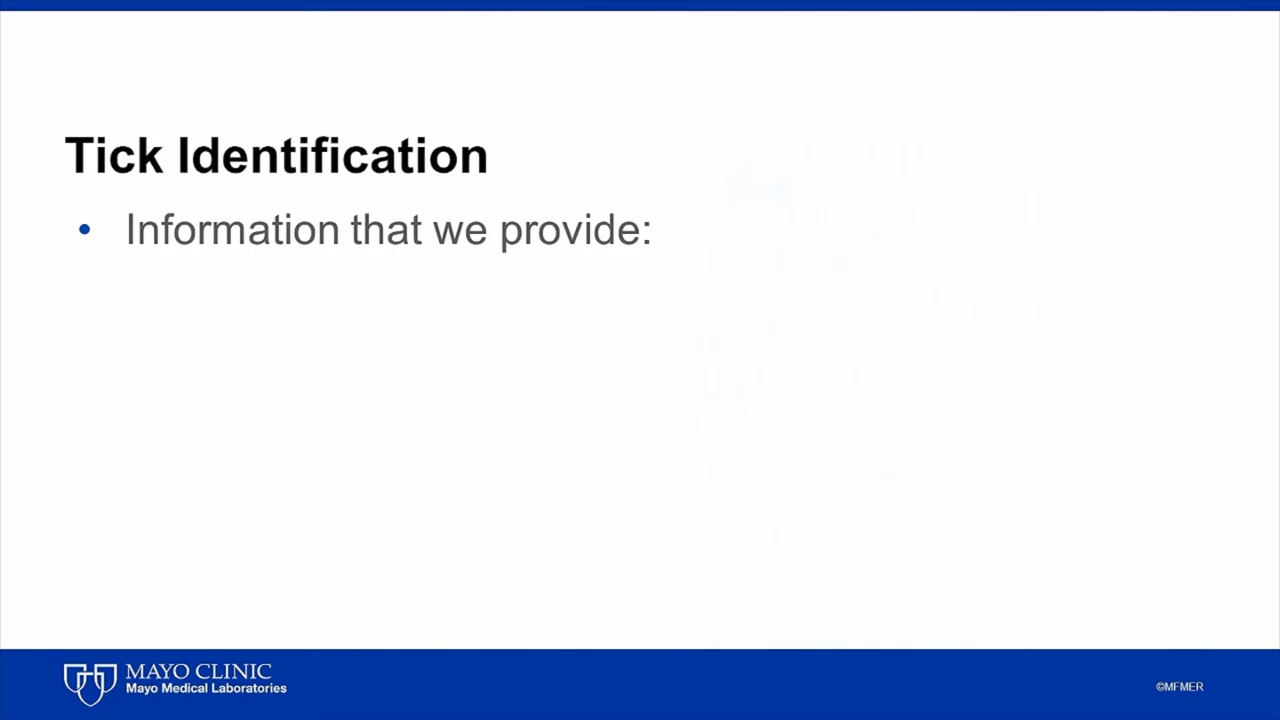 Tick Identification
• Information that we provide:
MAYO CLINIC
Mayo Medical Laboratories
©MFMER